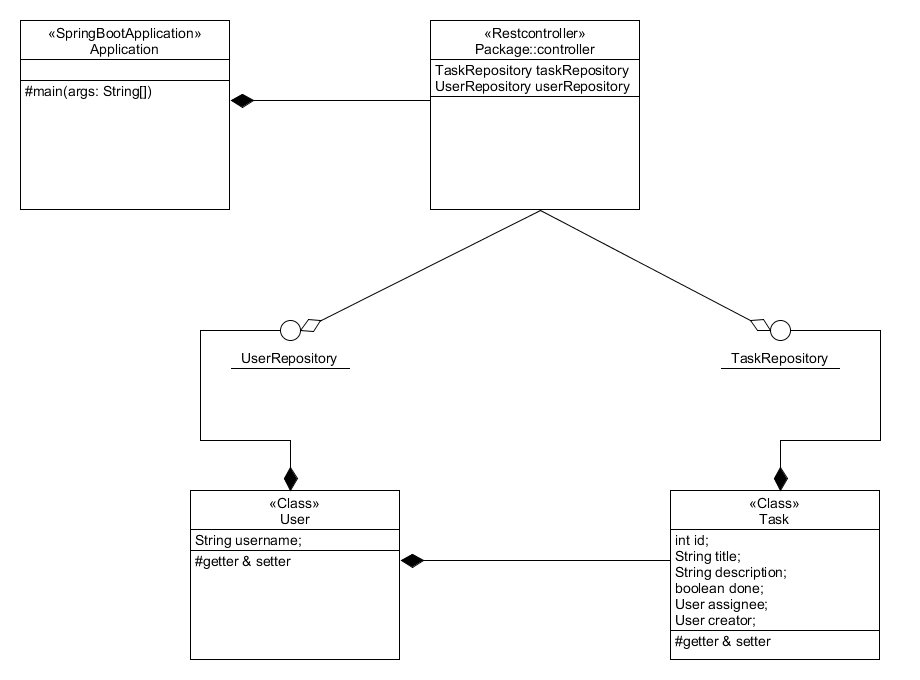 «SpringBootApplication»
Application
#main(args: String[])
«Restcontroller»
Package::controller
TaskRepository taskRepository
UserRepository userRepository
UserRepository
TaskRepository
«Class»
User
String username;
#getter & setter
«Class»
Task
int id;
String title;
String description;
boolean done;
User assignee;
User creator;
#getter & setter